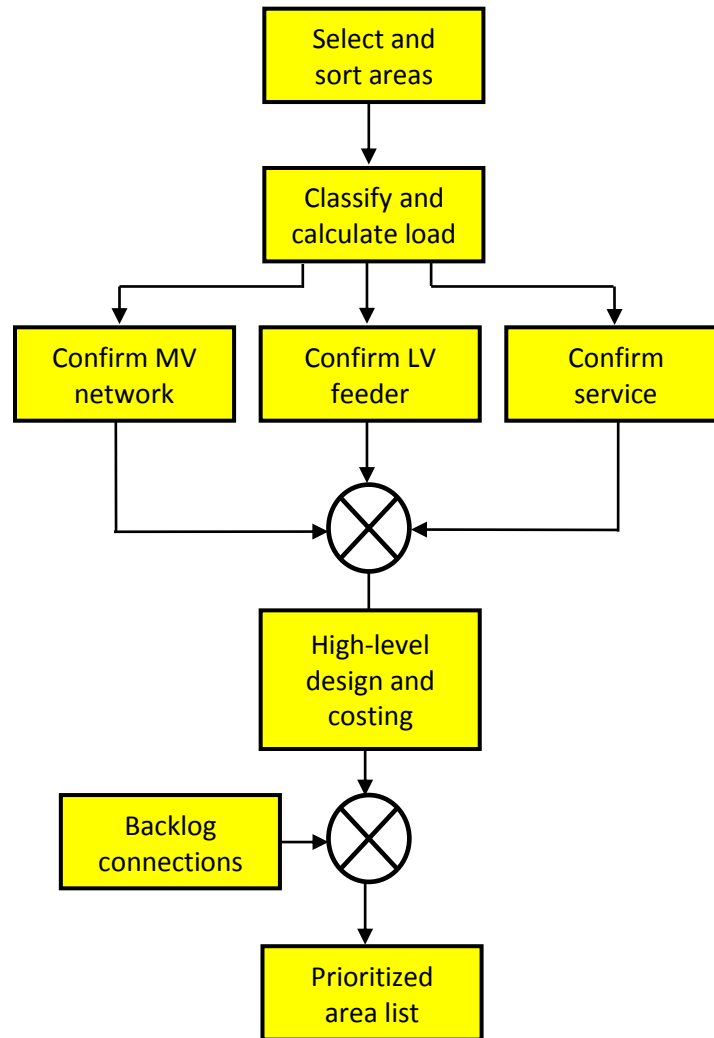 Select and
sort areas
Classify and
calculate load
Confirm MV
network
Confirm LV
feeder
Confirm
service
High-level
design and
costing
Backlog
connections
Prioritized
area list